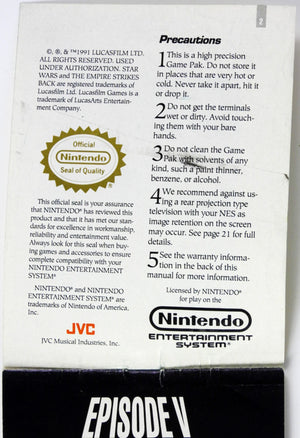 2
©, ®, & ™1991 LUCASFILM LTD.
ALL RIGHTS RESERVED. USED
UNDER AUTHORIZATION. STAR
WARS and THE EMPIRE STRIKES
BACK are registered trademarks of
Lucasfilm Ltd. Lucasfilm Games is a
trademark of LucasArts Entertain-
ment Company.
Official
Nintendo
Seal of Quality
®
This official seal is your assurance
that NINTENDO® has reviewed this
product and that it has met our stan-
dards for excellence in workmanship,
reliability and entertainment value.
Always look for this seal when buy-
ing games and accessories to ensure
complete compatibility with your
NINTENDO ENTERTAINMENT
SYSTEM®
NINTENDO® and NINTENDO
ENTERTAINMENT SYSTEM® are
trademarks of Nintendo of America,
Inc.
JVC
JVC Musical Industries, Inc.
Precautions
1 This is a high precision
Game Pak. Do not store it
in places that are very hot or
cold. Never take it apart, hit it
or drop it.
2 Do not get the terminals
wet or dirty. Avoid touch-
ing them with your bare
hands.
3 Do not clean the Game
Pak with solvents of any
kind, such a paint thinner,
benzene, or alcohol.
4 We recommend against us-
ing a rear projection type
television with your NES as
image retention on the screen
may occur. See page 21 for full
details.
5 See the warranty informa-
tion in the back of this
manual for more information.
Licensed by NINTENDO®
for play on the
Nintendo®
ENTERTAINMENT
SYSTEM®
EPISODE V